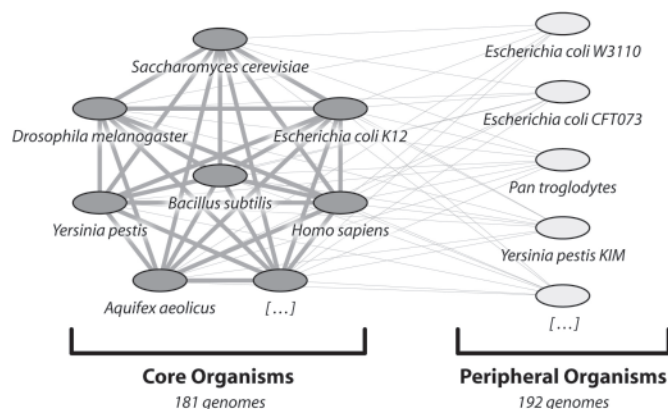 Saccharomyces cerevisiae
Drosophila melanogaster
Escherichia coli K12
Bacillus subtilis
Yersinia pestis
Homo sapiens
Aquifex aeolicus
[...]
Core Organisms
181 genomes
Escherichia coli W3110
Escherichia coli CFT073
Pan troglodytes
Yersinia pestis KIM
[...]
Peripheral Organisms
192 genomes